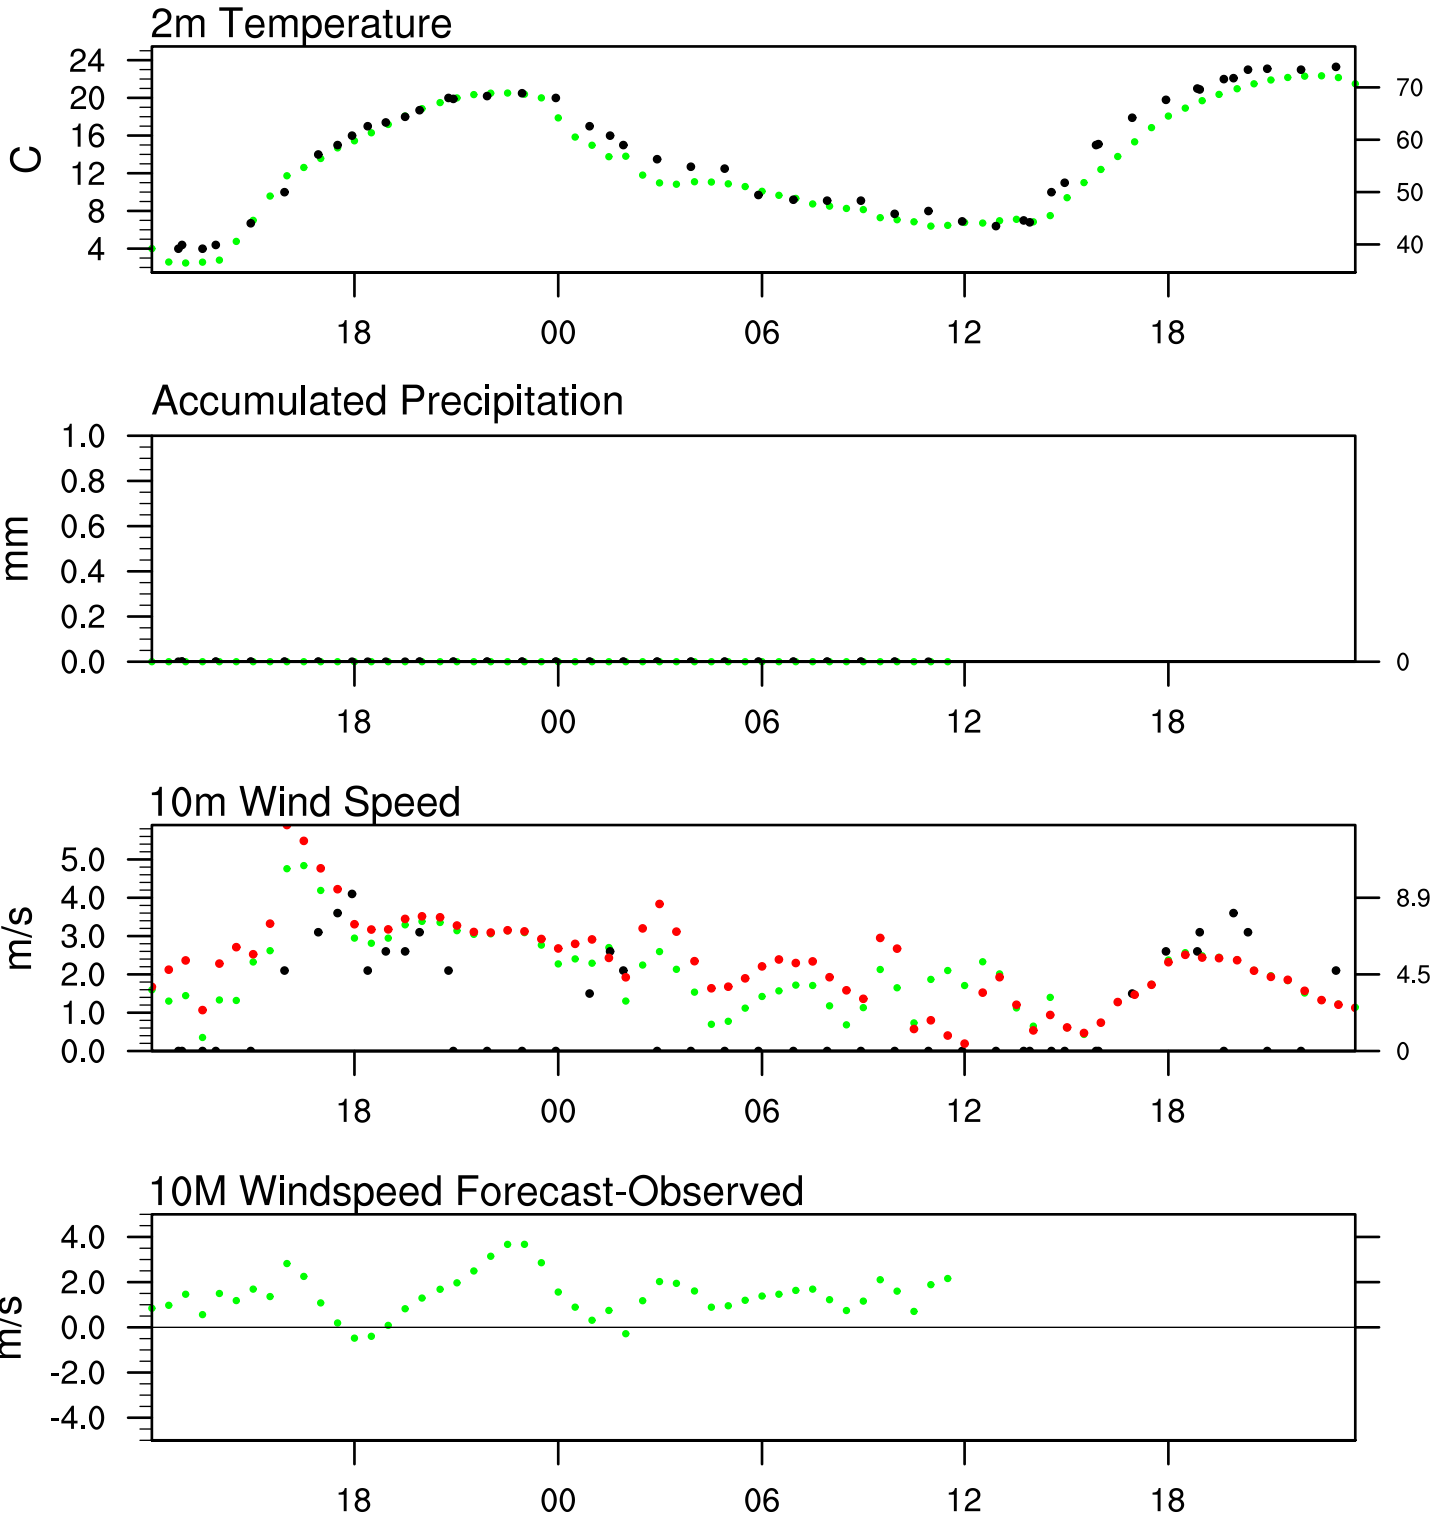 2m Temperature
24
20
16
12
8
4
C
70
60
50
40
18 00 06 12 18
Accumulated Precipitation
1.0
0.8
0.6
0.4
0.2
0.0
mm
0
18 00 06 12 18
10m Wind Speed
5.0
4.0
3.0
2.0
1.0
0.0
m/s
8.9
4.5
0
18 00 06 12 18
10M Windspeed Forecast-Observed
4.0
2.0
0.0
-2.0
-4.0
m/s
18 00 06 12 18